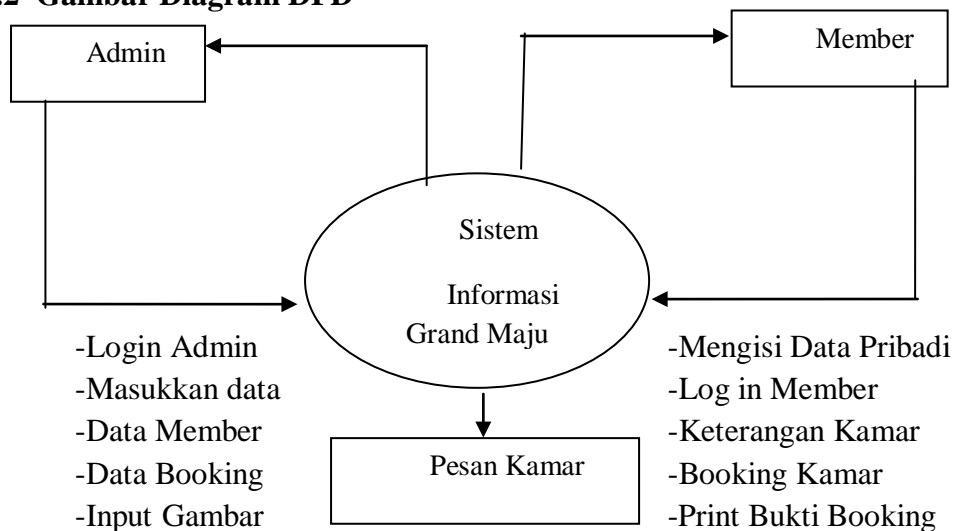 .2 Gambar Diagram DFD
Admin
Member
Sistem
Informasi
Grand Maju
-Login Admin
-Masukkan data
-Data Member
-Data Booking
-Input Gambar
-Mengisi Data Pribadi
-Log in Member
-Keterangan Kamar
-Booking Kamar
-Print Bukti Booking
Pesan Kamar